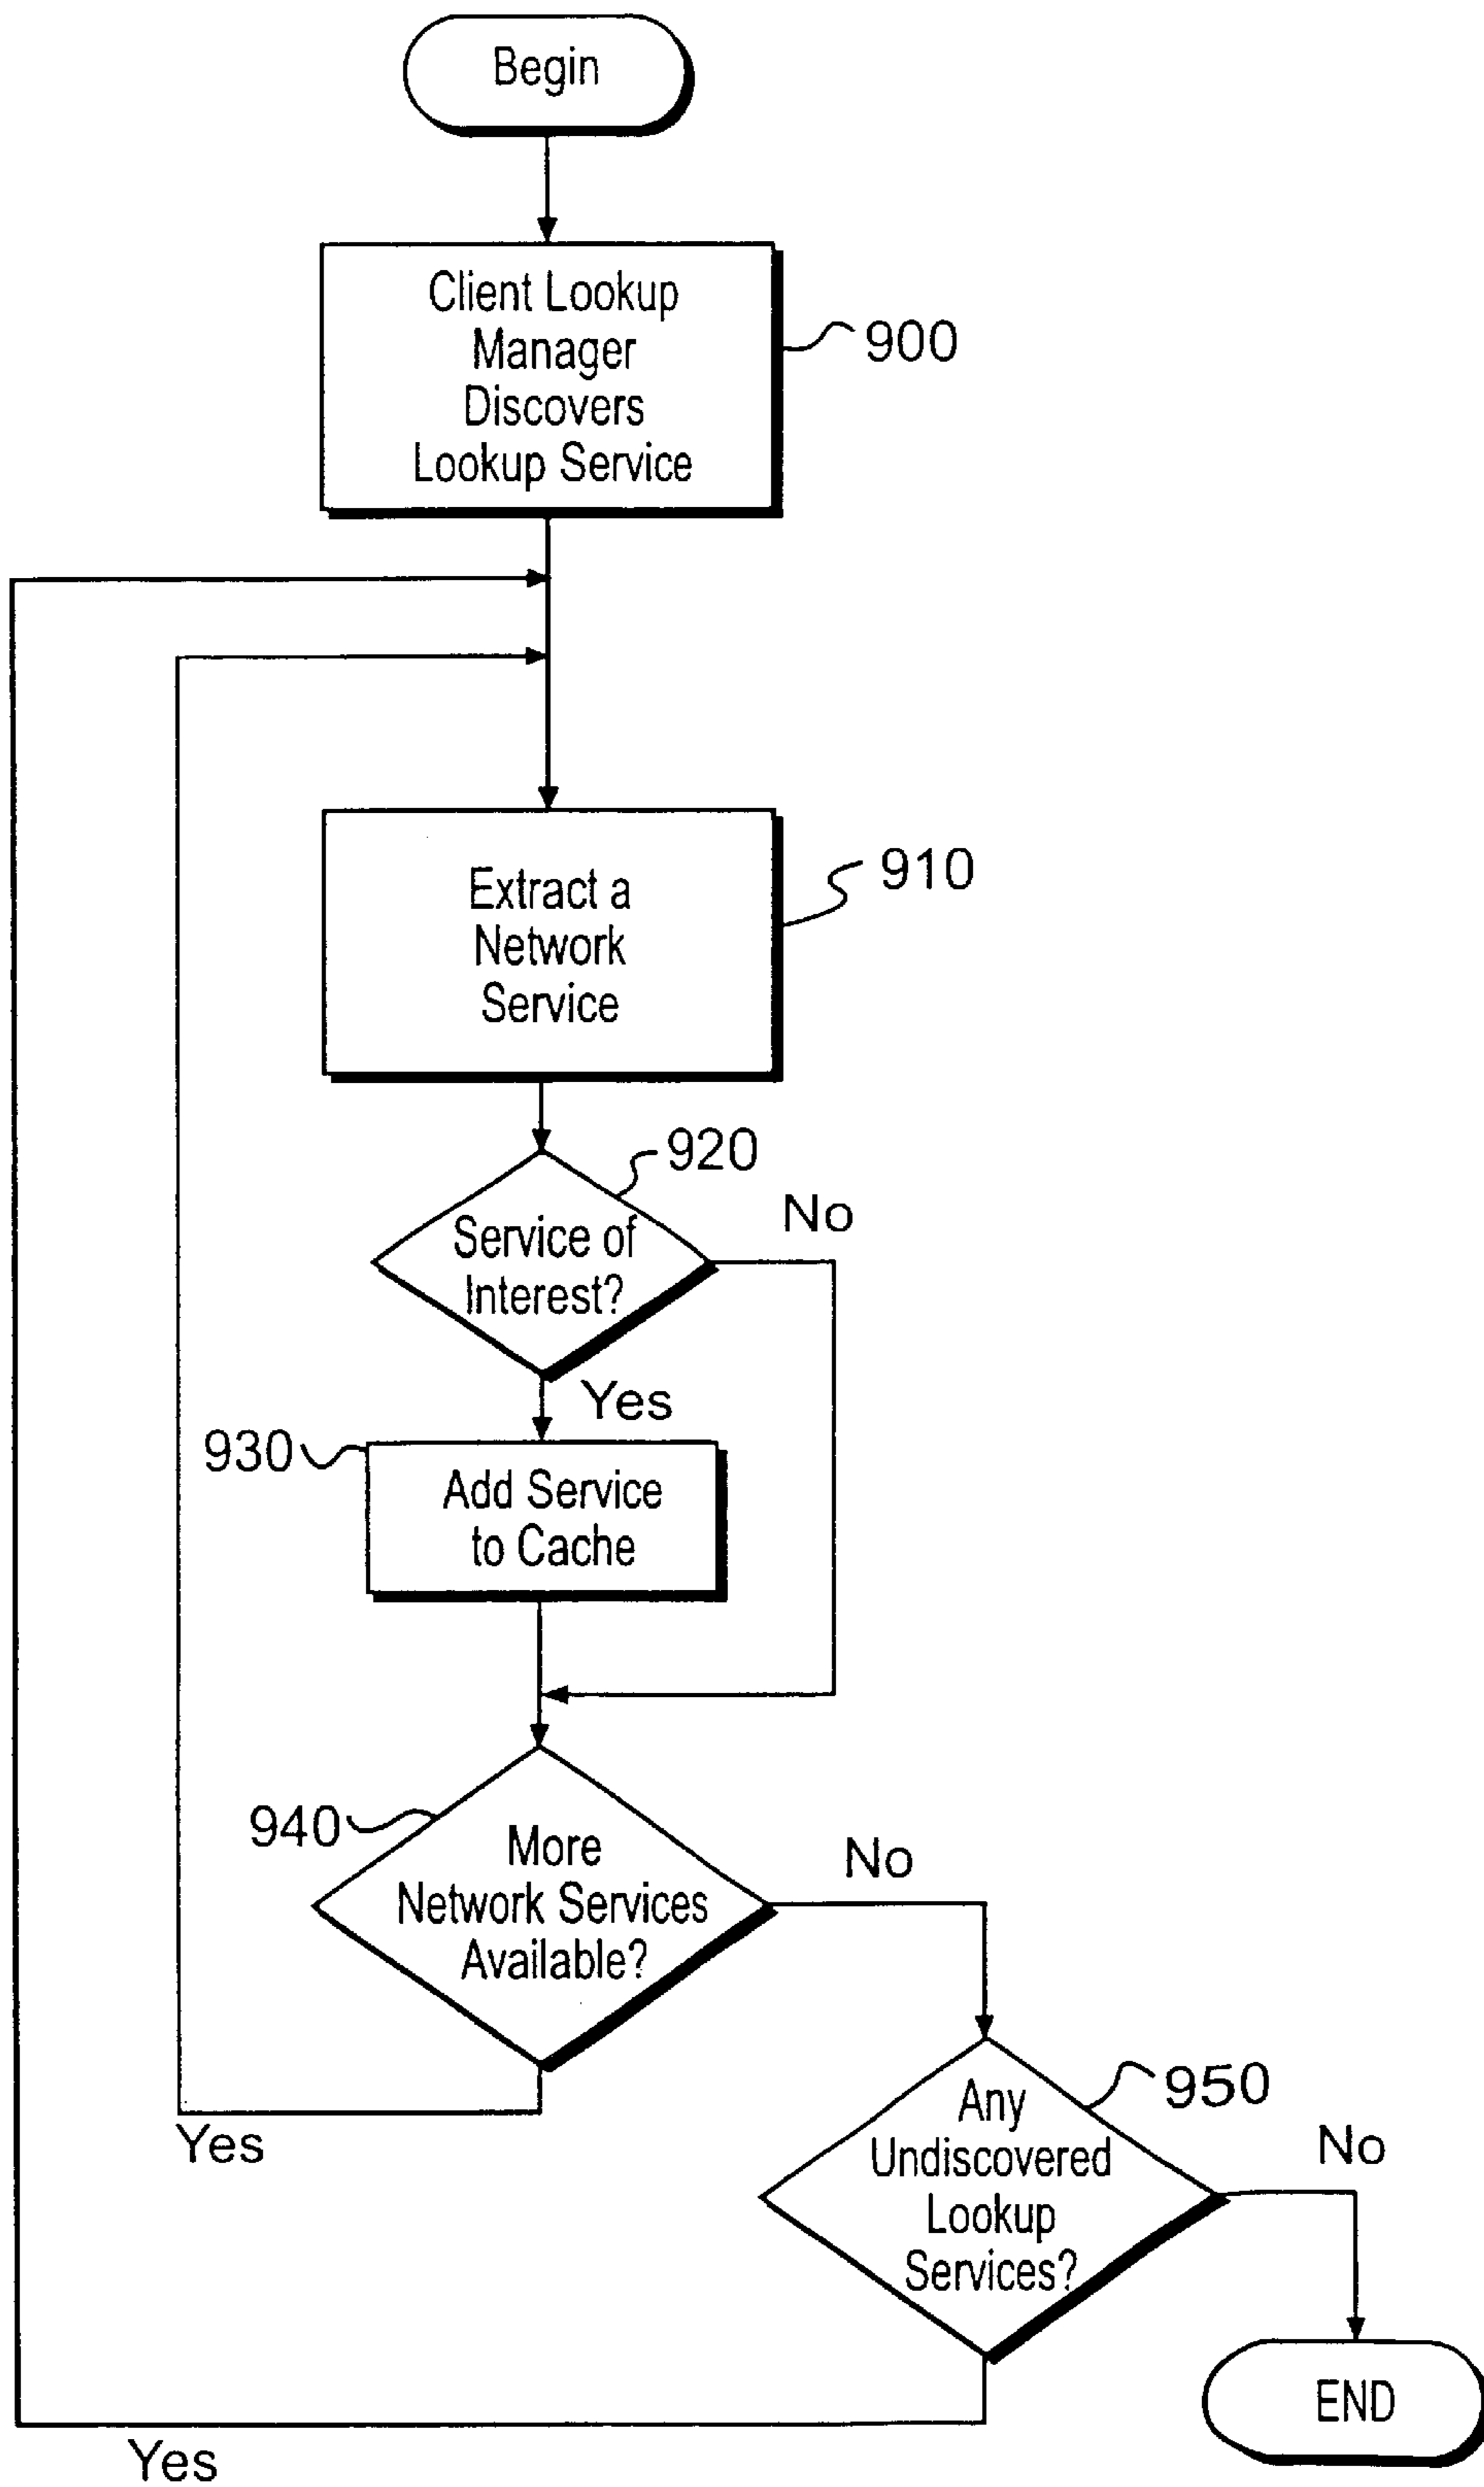 Begin
Client Lookup
Manager
Discovers
Lookup Service
900
Extract a
Network
Service
910
920
No
Service of
Interest?
Yes
930
Add Service
to Cache
940
More
Network Services
Available?
No
Yes
950
Any
Undiscovered
Lookup
Services?
No
Yes
END